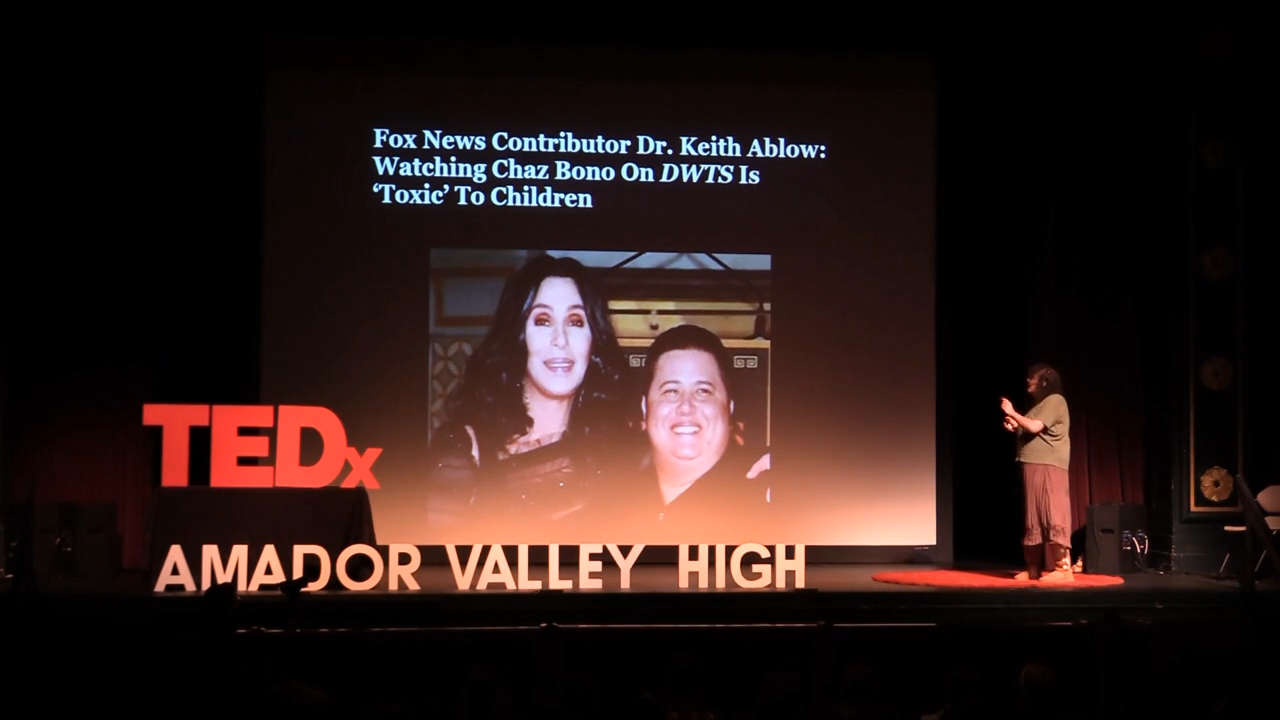 Fox News Contributor Dr. Keith Ablow:
Watching Chaz Bono On DWTS Is
‘Toxic’ To Children
TEDx
AMADOR VALLEY HIGH